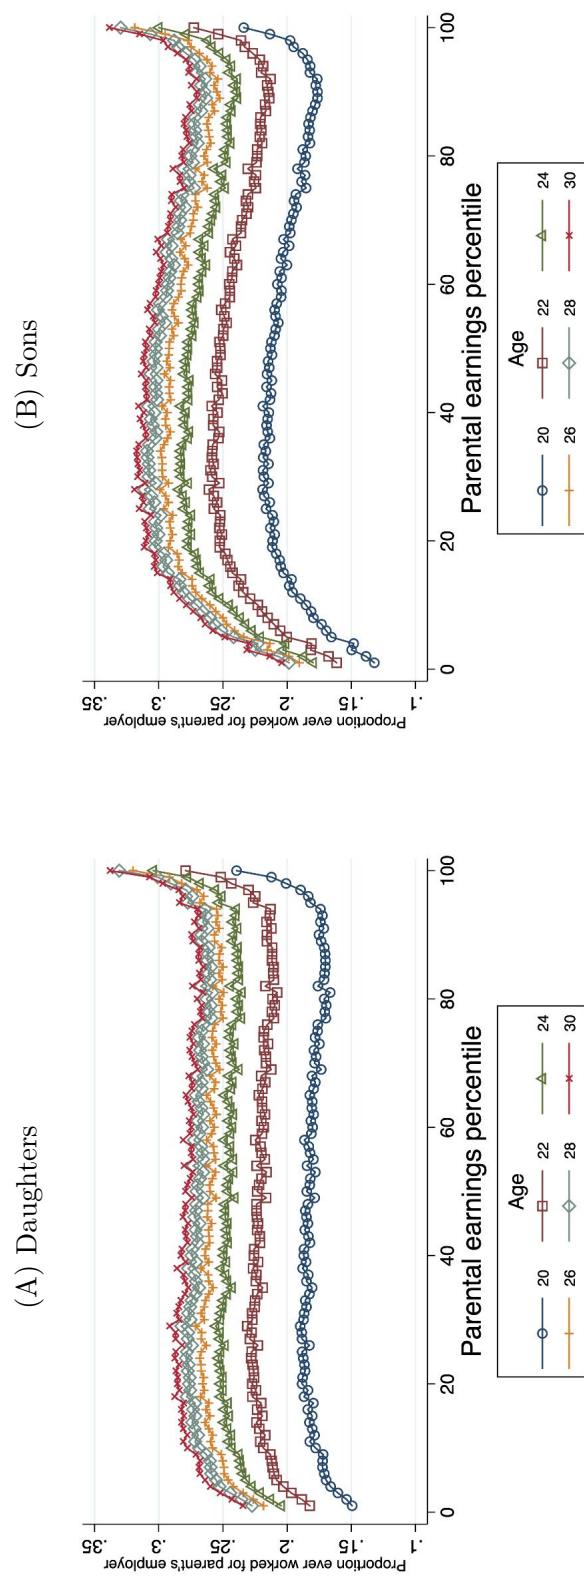 (A) Daughters
Proportion ever worked for parent's employer
.35
.3
.25
.2
.15
.1
0 20 40 60 80 100
Parental earnings percentile
Age
20 22 24
26 28 30
(B) Sons
Proportion ever worked for parent's employer
.35
.3
.25
.2
.15
.1
0 20 40 60 80 100
Parental earnings percentile
Age
20 22 24
26 28 30